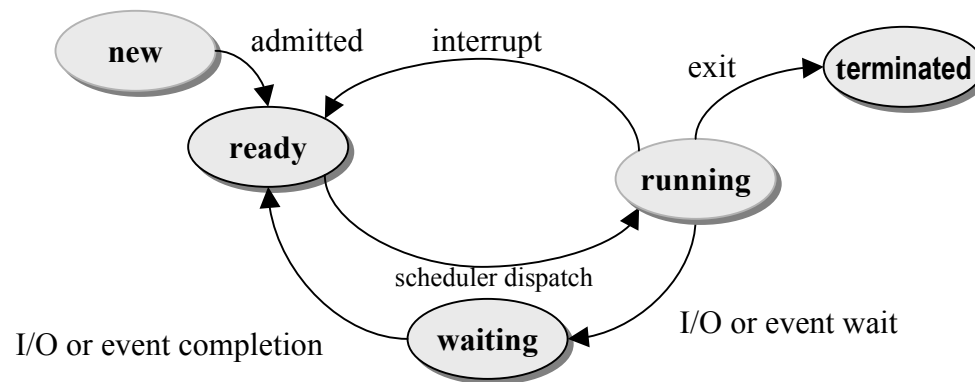 new
admitted
interrupt
exit
terminated
ready
running
scheduler dispatch
I/O or event completion
waiting
I/O or event wait